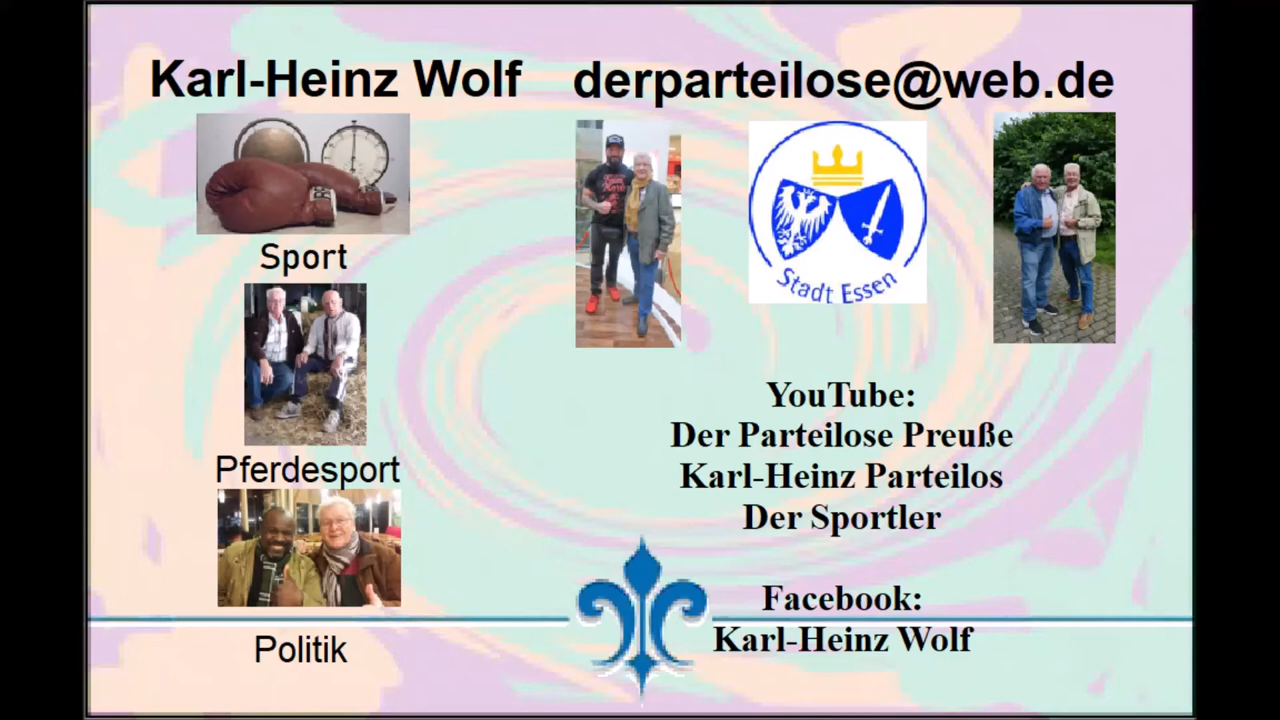 Karl-Heinz Wolf derparteilose@web.de
Sport
Pferdesport
Politik
Stadt Essen
YouTube:
Der Parteilose Preuße
Karl-Heinz Parteilos
Der Sportler
Facebook:
Karl-Heinz Wolf